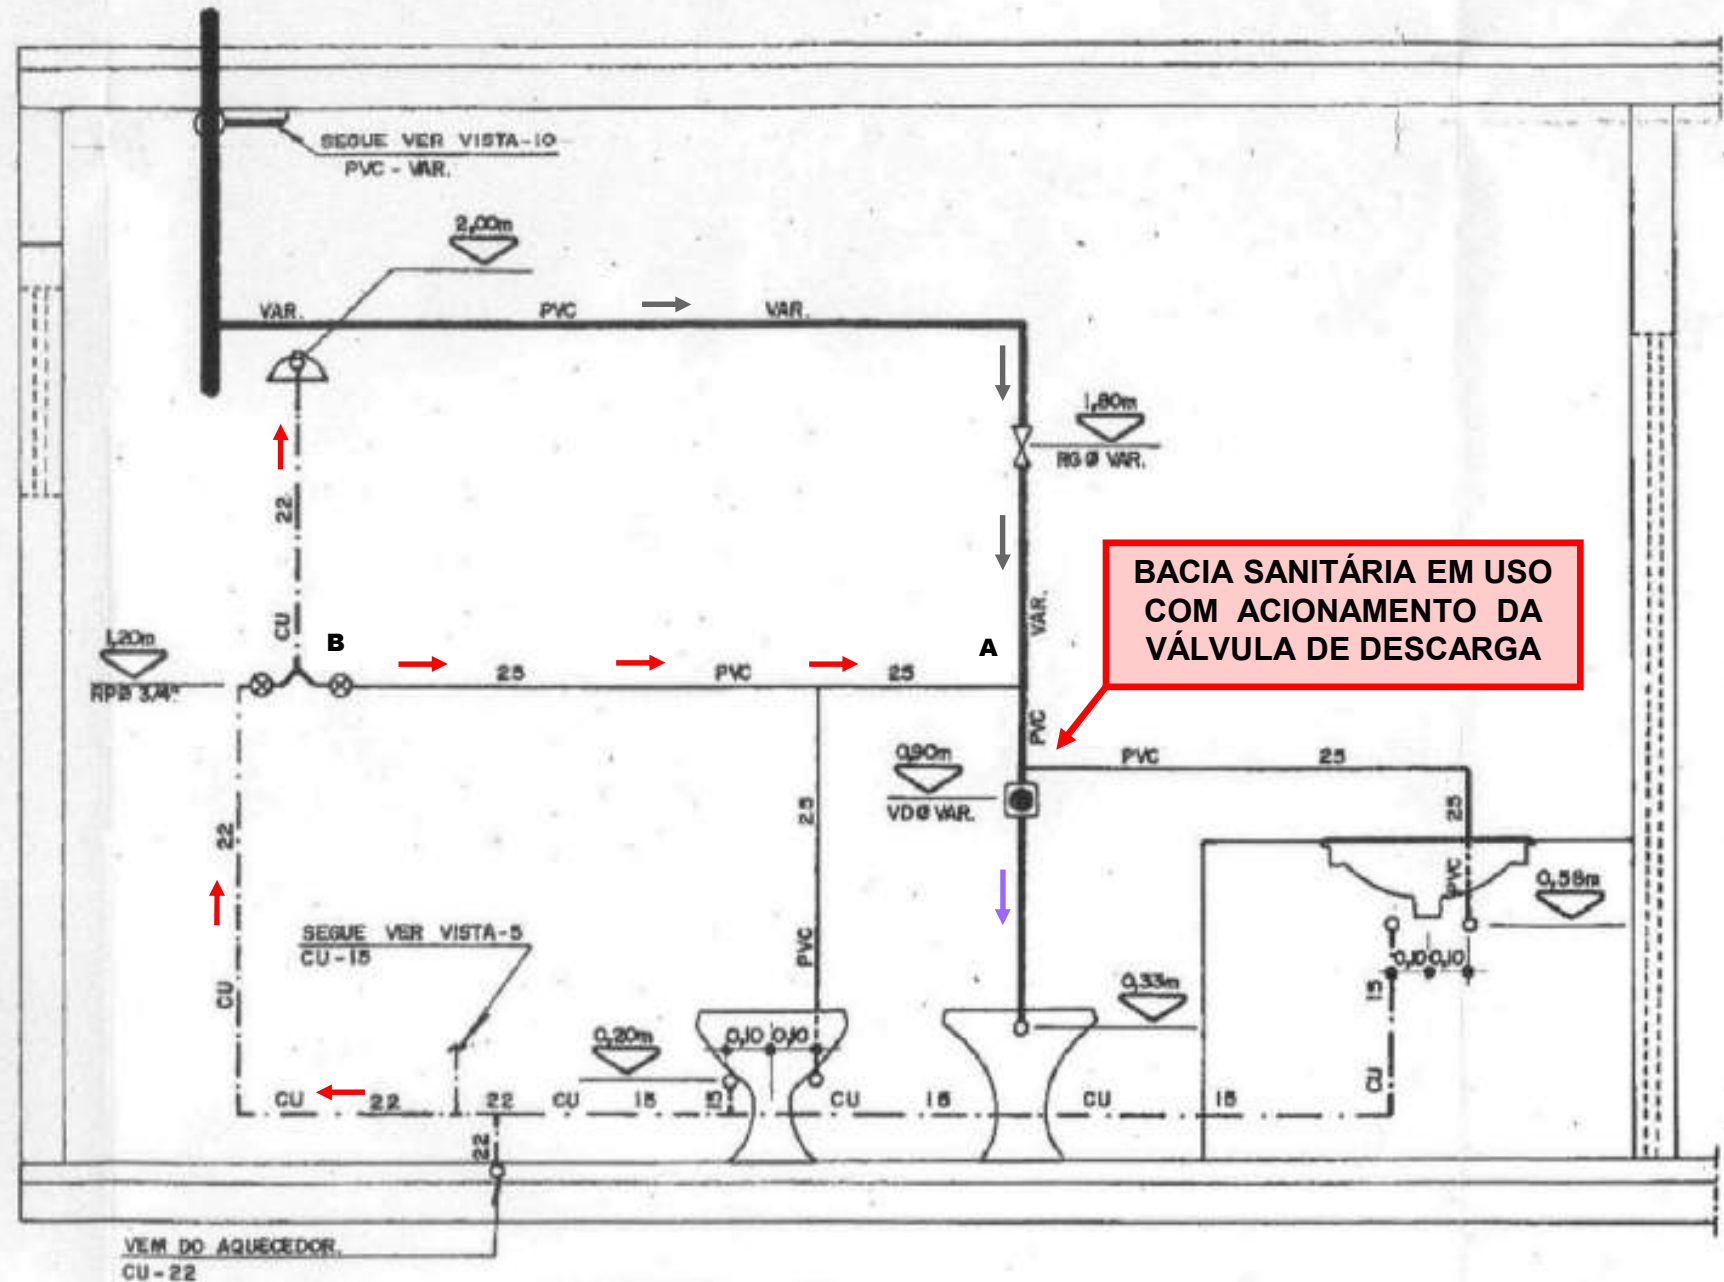 SEGUE VER VISTA-10
PVC - VAR.
2,00m
VAR.
PVC
VAR.
1,80m
RG Ø VAR.
22
CU
VAR.
BACIA SANITÁRIA EM USO
COM ACIONAMENTO DA
VÁLVULA DE DESCARGA
1,20m
RPØ 3/4"
B
A
25
PVC
25
PVC
0,90m
VD Ø VAR.
PVC
25
25
25
PVC
22
CU
PVC
0,58m
SEGUE VER VISTA-5
CU-15
0,10
0,10
15
CU
0,33m
0,20m
0,10
0,10
CU
22
22
CU
15
15
CU
15
CU
15
22
VEM DO AQUECEDOR.
CU-22